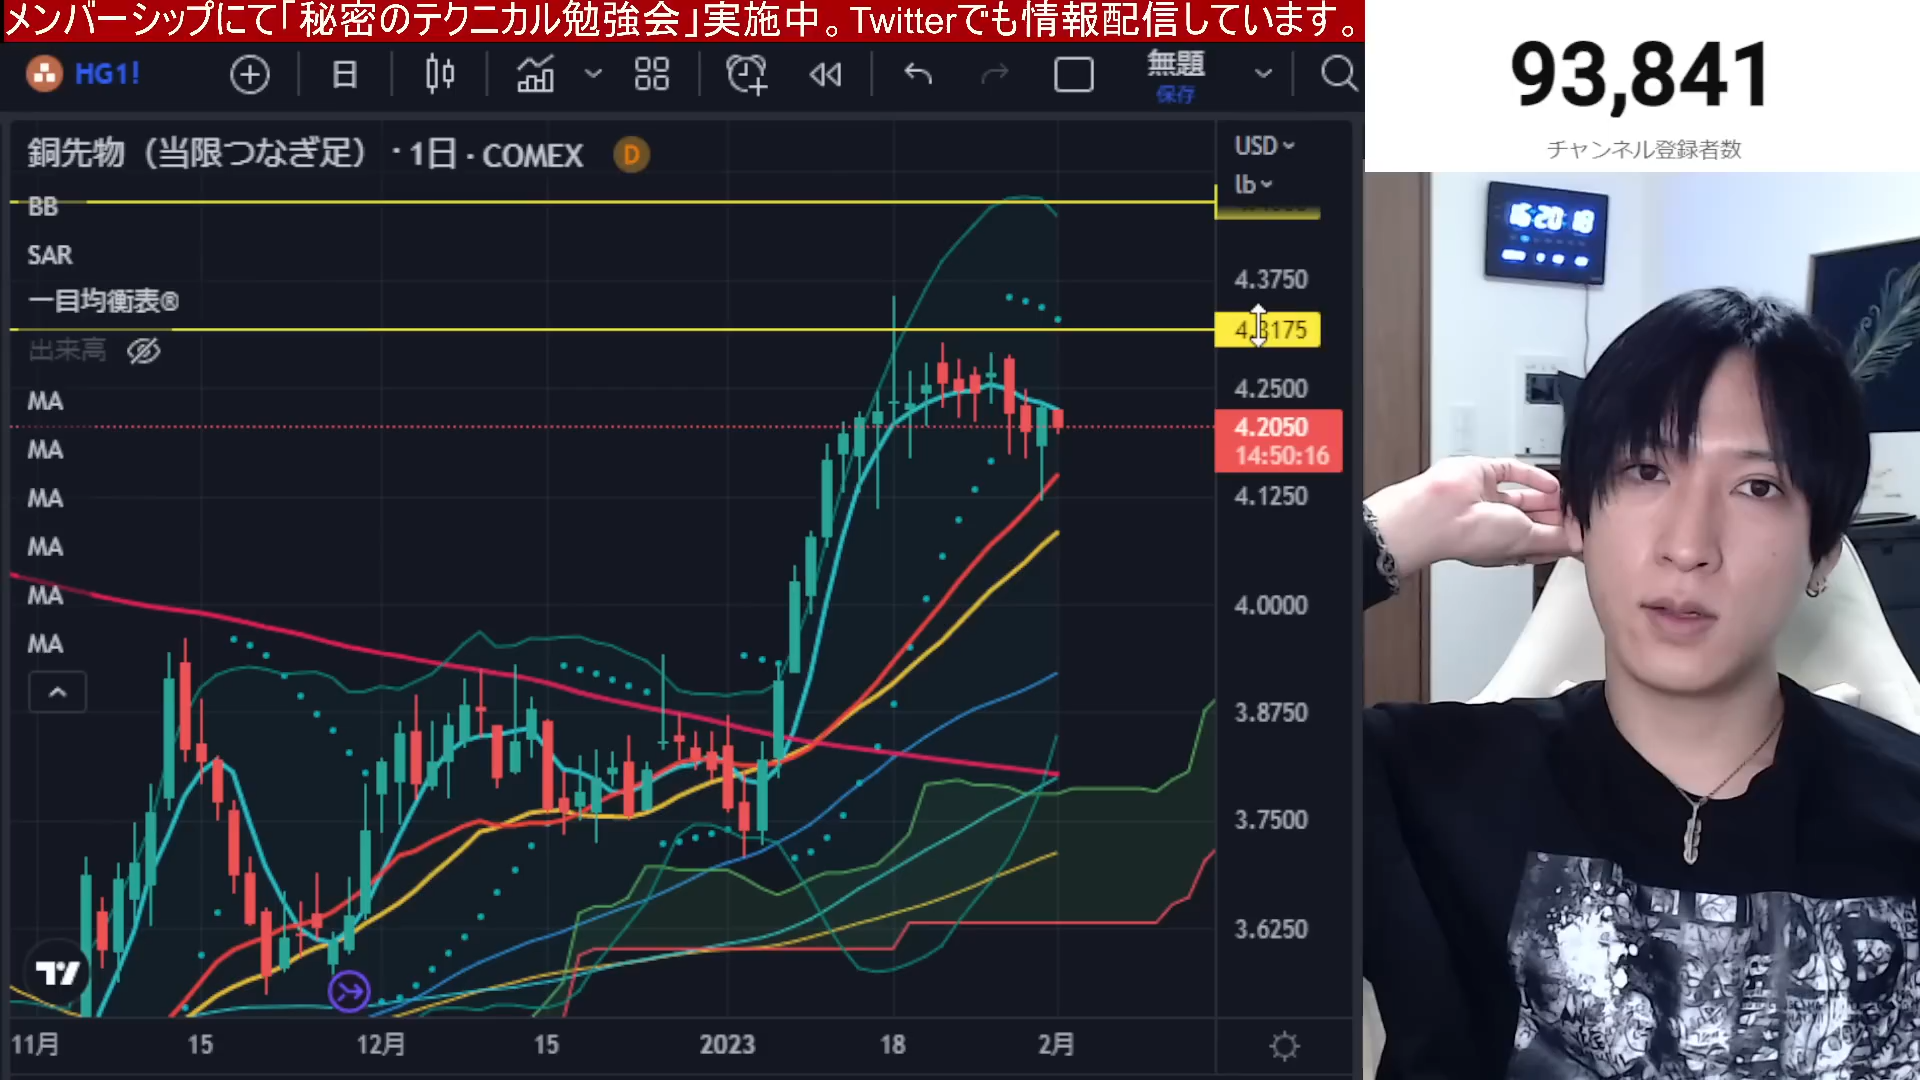 メンバーシップにて「秘密のテクニカル勉強会」実施中。Twitterでも情報配信しています。
93,841
チャンネル登録者数
HG1!
日
無題
保存
銅先物（当限つなぎ足）・1日・COMEX
D
USD
lb
BB
SAR
一目均衡表®
出来高
MA
MA
MA
MA
MA
MA
4.3750
4.3175
4.2500
4.2050
14:50:16
4.1250
4.0000
3.8750
3.7500
3.6250
11月
15
12月
15
2023
18
2月
16:20 18